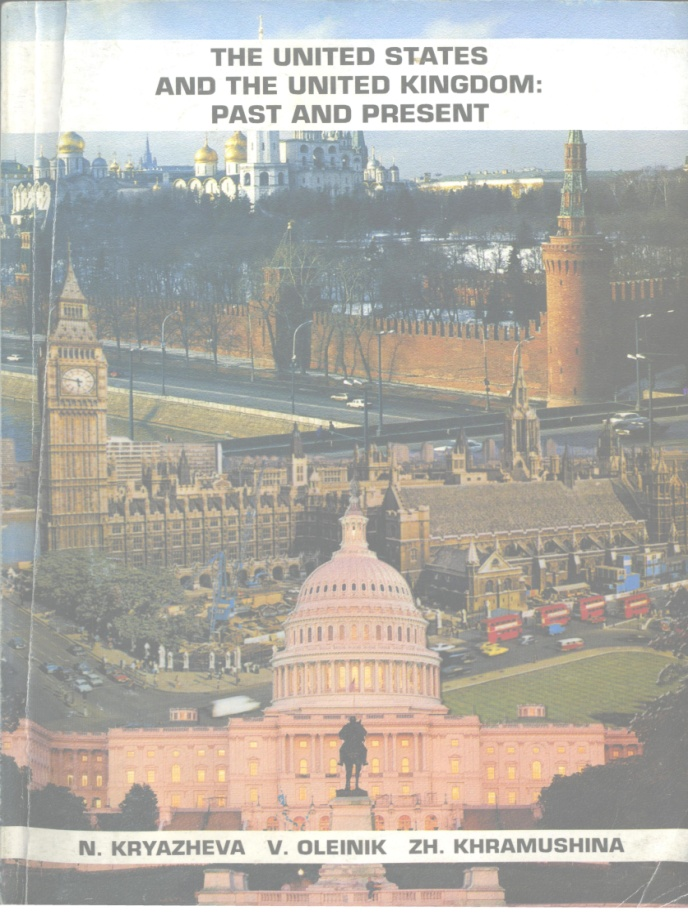 THE UNITED STATES
AND THE UNITED KINGDOM:
PAST AND PRESENT
N. KRYAZHEVA V. OLEINIK ZH. KHRAMUSHINA